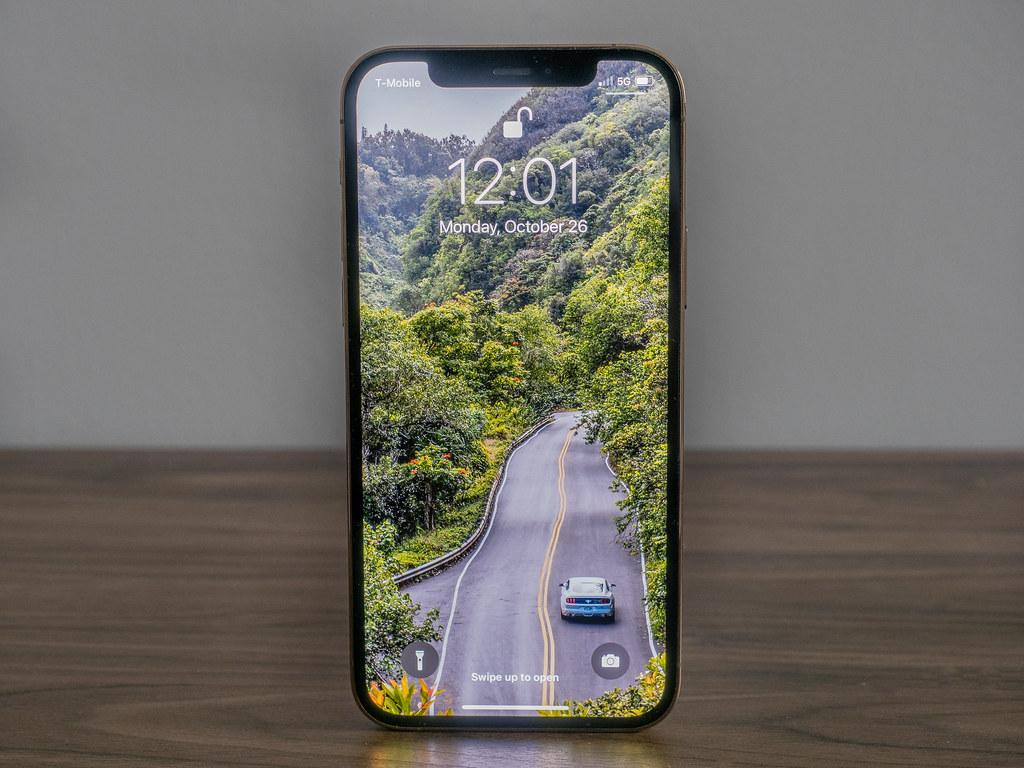 T-Mobile 5G
12:01
Monday, October 26
Swipe up to open